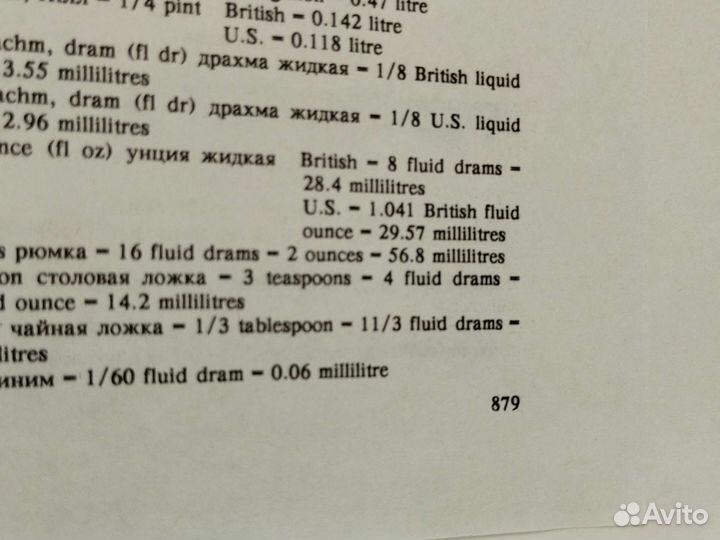 1/4 pint 0.47 litre
British = 0.142 litre
U.S. = 0.118 litre
achm, dram (fl dr) драхма жидкая = 1/8 British liquid
3.55 millilitres
achm, dram (fl dr) драхма жидкая = 1/8 U.S. liquid
2.96 millilitres
nce (fl oz) унция жидкая British = 8 fluid drams =
28.4 millilitres
U.S. = 1.041 British fluid
ounce = 29.57 millilitres
s рюмка = 16 fluid drams = 2 ounces = 56.8 millilitres
on столовая ложка = 3 teaspoons = 4 fluid drams =
d ounce = 14.2 millilitres
чайная ложка = 1/3 tablespoon = 11/3 fluid drams =
litres
иним = 1/60 fluid dram = 0.06 millilitre
879
Avito